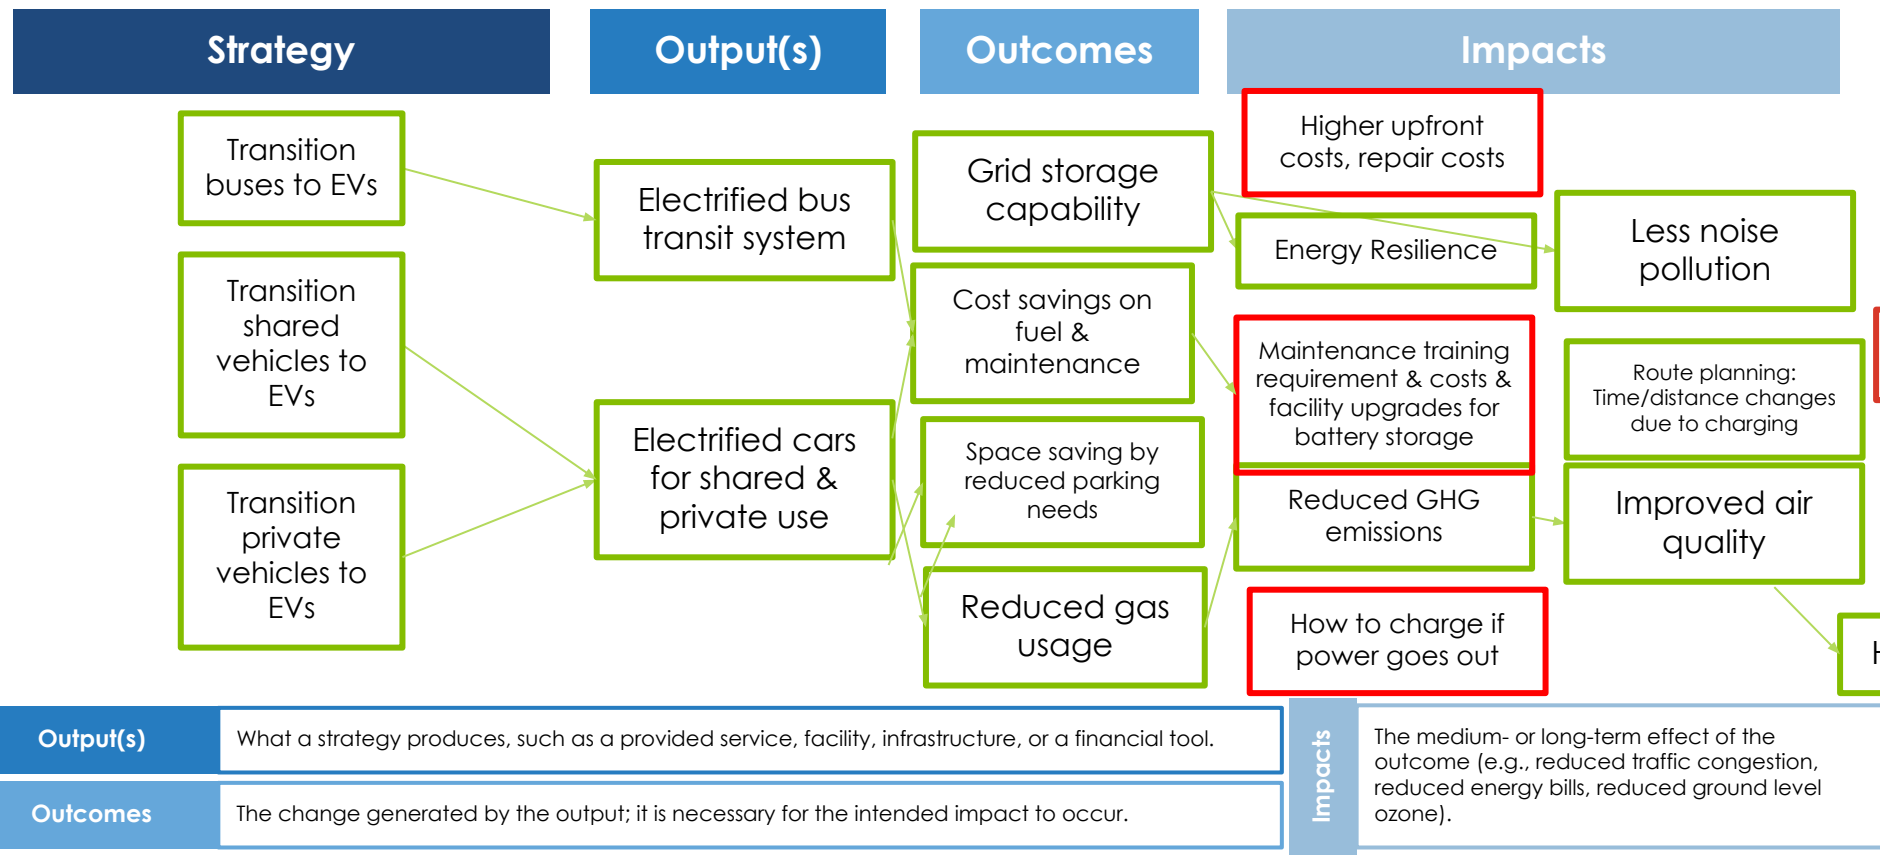 Strategy
Output(s)
Outcomes
Impacts
Transition
buses to EVs
Transition
shared
vehicles to
EVs
Transition
private
vehicles to
EVs
Electrified bus
transit system
Electrified cars
for shared &
private use
Grid storage
capability
Cost savings on
fuel &
maintenance
Space saving by
reduced parking
needs
Reduced gas
usage
Higher upfront
costs, repair costs
Energy Resilience
Maintenance training
requirement & costs &
facility upgrades for
battery storage
Reduced GHG
emissions
How to charge if
power goes out
Less noise
pollution
Route planning:
Time/distance changes
due to charging
Improved air
quality
Output(s)
What a strategy produces, such as a provided service, facility, infrastructure, or a financial tool.
Outcomes
The change generated by the output; it is necessary for the intended impact to occur.
Impacts
The medium- or long-term effect of the
outcome (e.g., reduced traffic congestion,
reduced energy bills, reduced ground level
ozone).